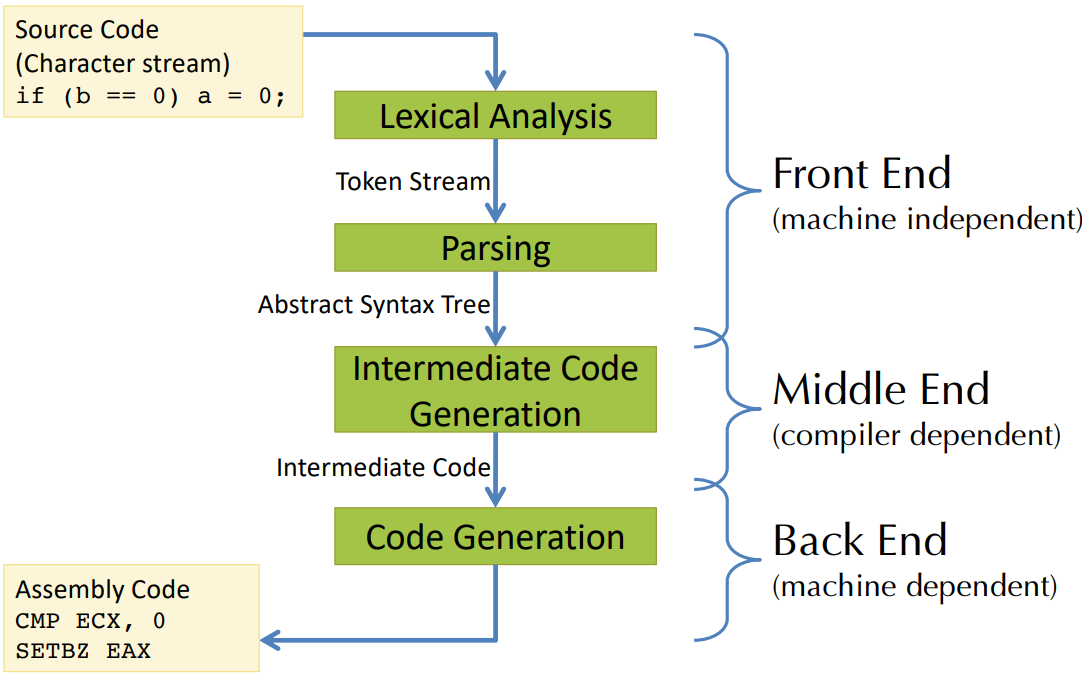 Source Code
(Character stream)
if (b == 0) a = 0;
Lexical Analysis
Token Stream
Parsing
Abstract Syntax Tree
Intermediate Code
Generation
Intermediate Code
Code Generation
Assembly Code
CMP ECX, 0
SETBZ EAX
Front End
(machine independent)
Middle End
(compiler dependent)
Back End
(machine dependent)